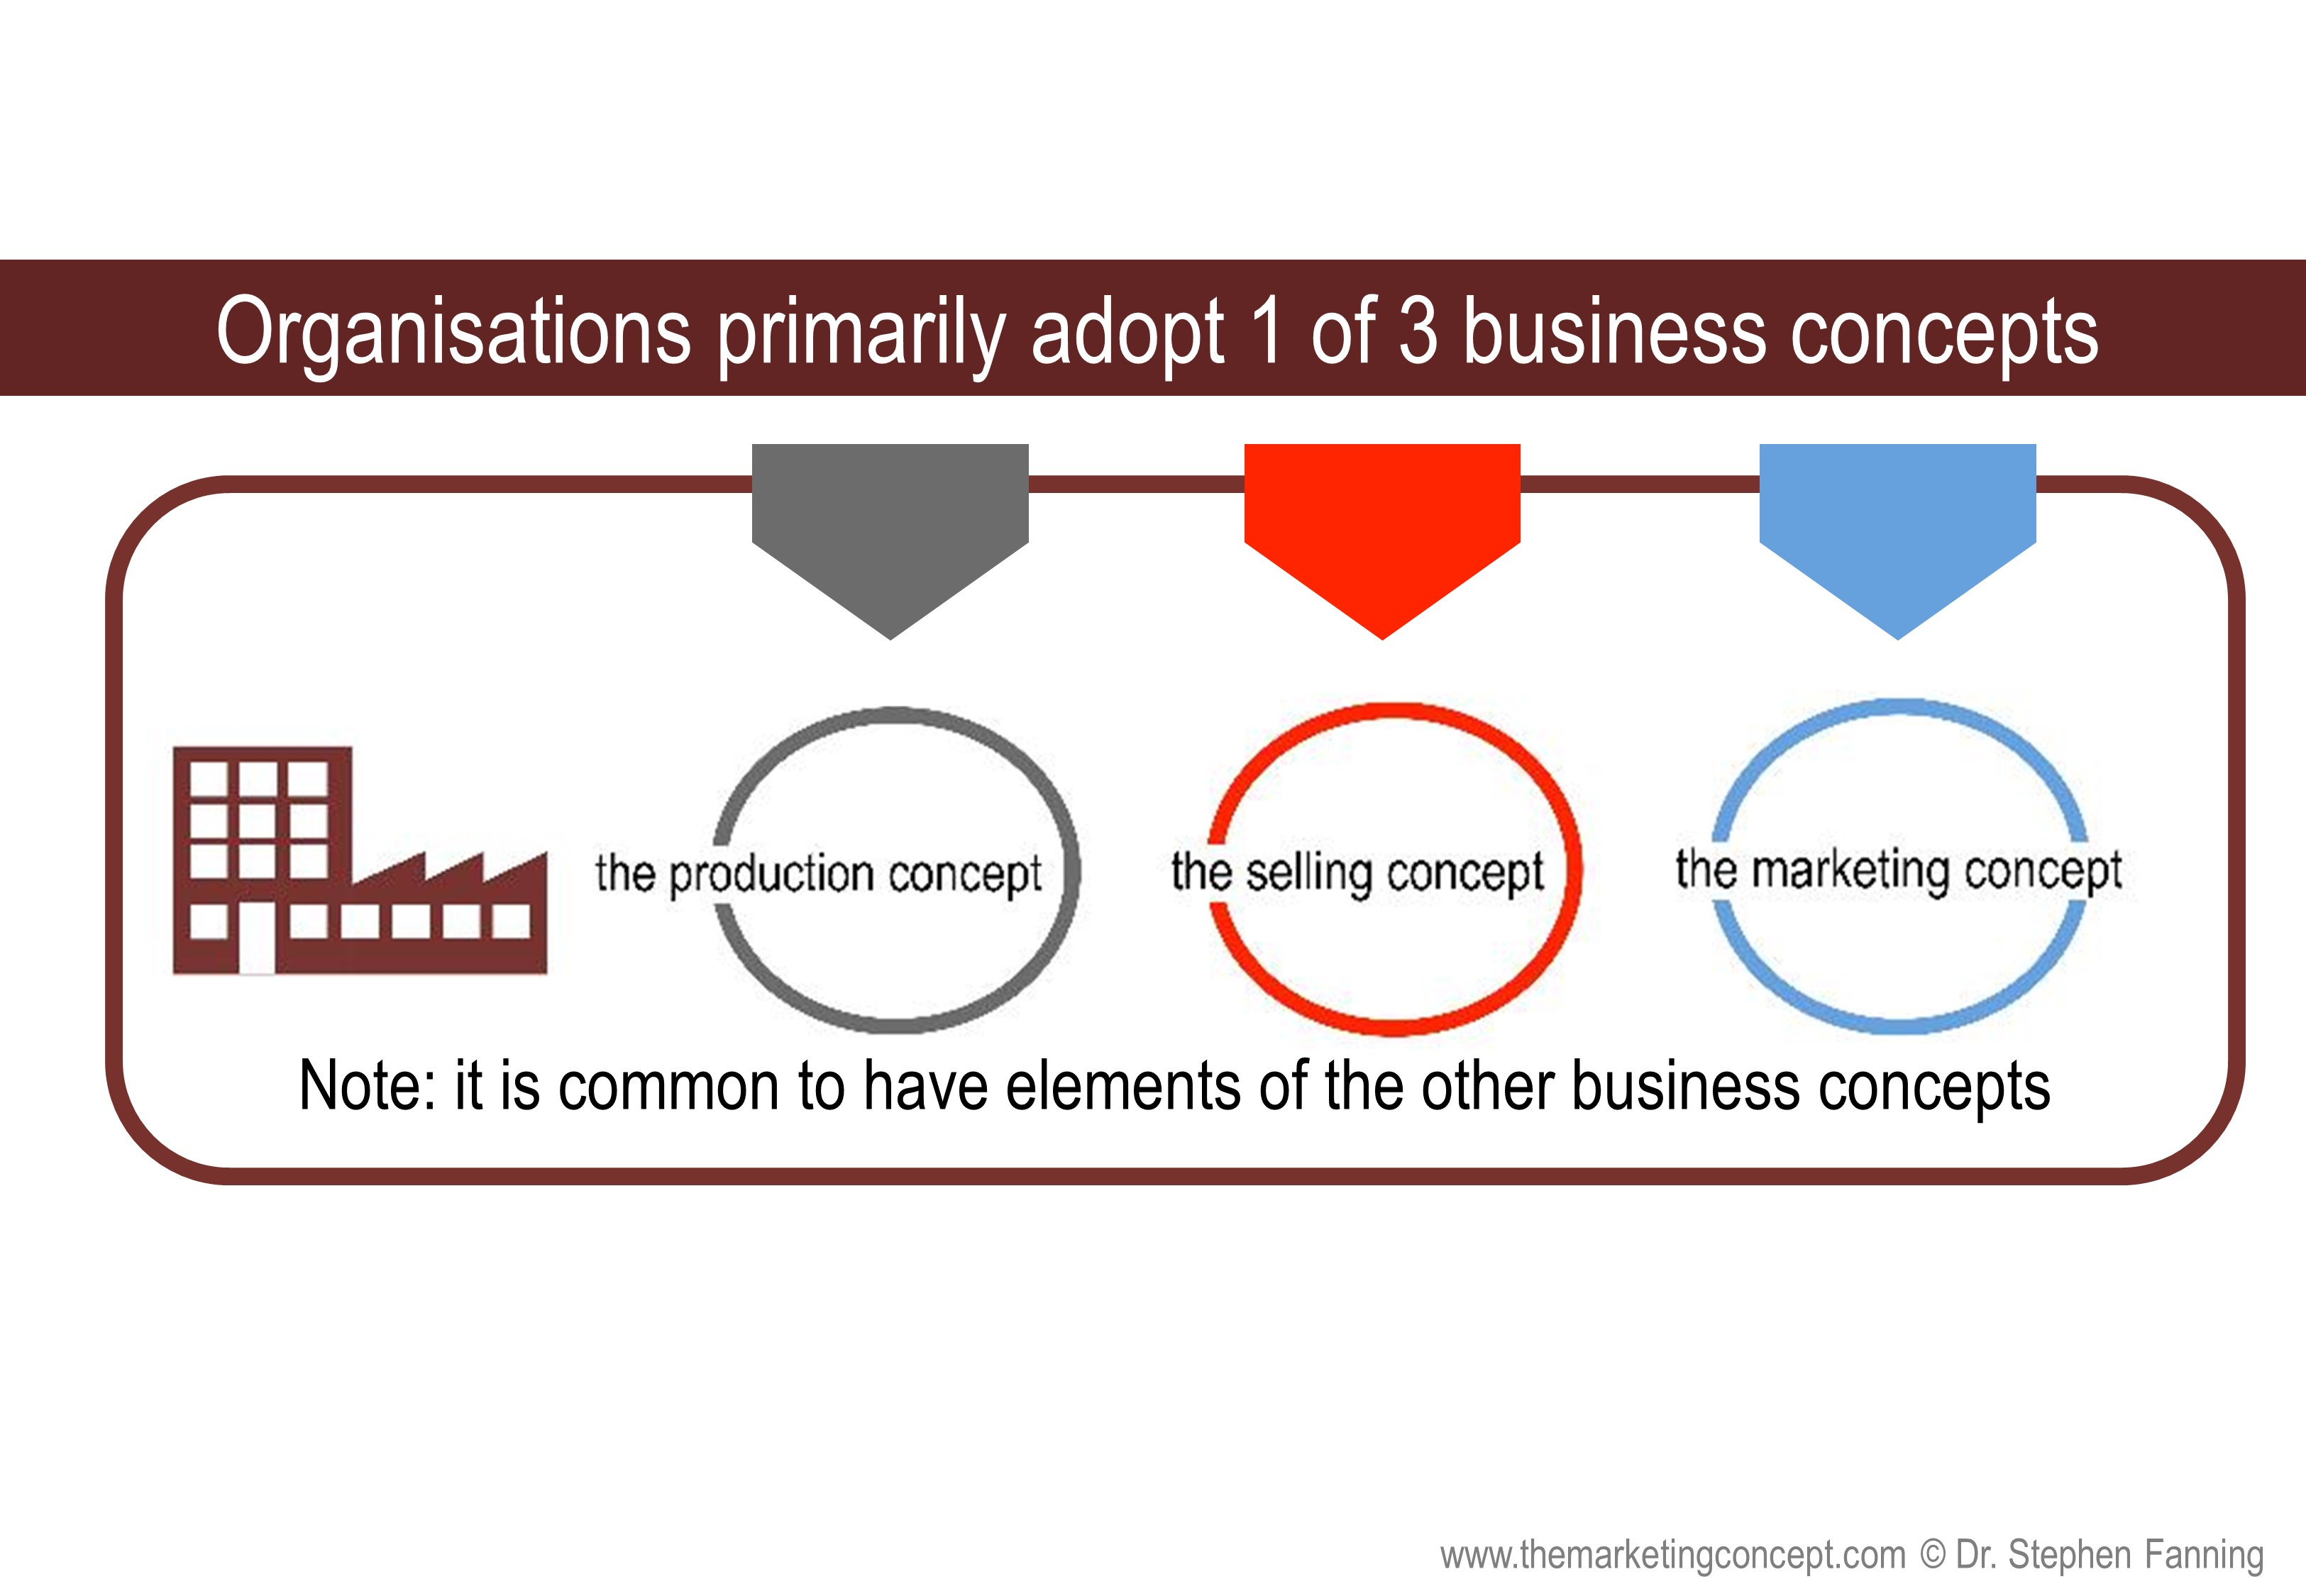 Organisations primarily adopt 1 of 3 business concepts
the production concept
the selling concept
the marketing concept
Note: it is common to have elements of the other business concepts
www.themarketingconcept.com © Dr. Stephen Fanning